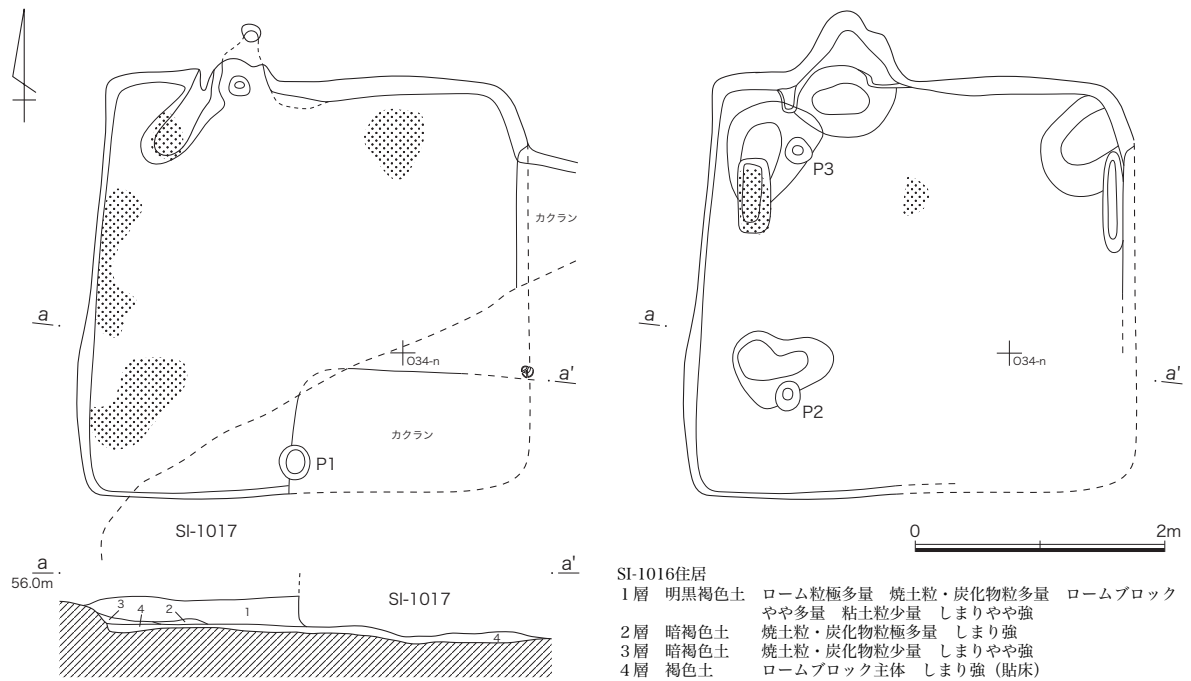 カクラン
a
O34-n
a'
カクラン
P1
SI-1017
a
a'
56.0m
SI-1017
3
4
2
1
4
P3
a
O34-n
a'
P2
0
2m
SI-1016住居
1層 明黒褐色土 ローム粒極多量 焼土粒・炭化物粒多量 ロームブロック
やや多量 粘土粒少量 しまりやや強
2層 暗褐色土 焼土粒・炭化物粒極多量 しまり強
3層 暗褐色土 焼土粒・炭化物粒少量 しまりやや強
4層 褐色土 ロームブロック主体 しまり強（貼床）